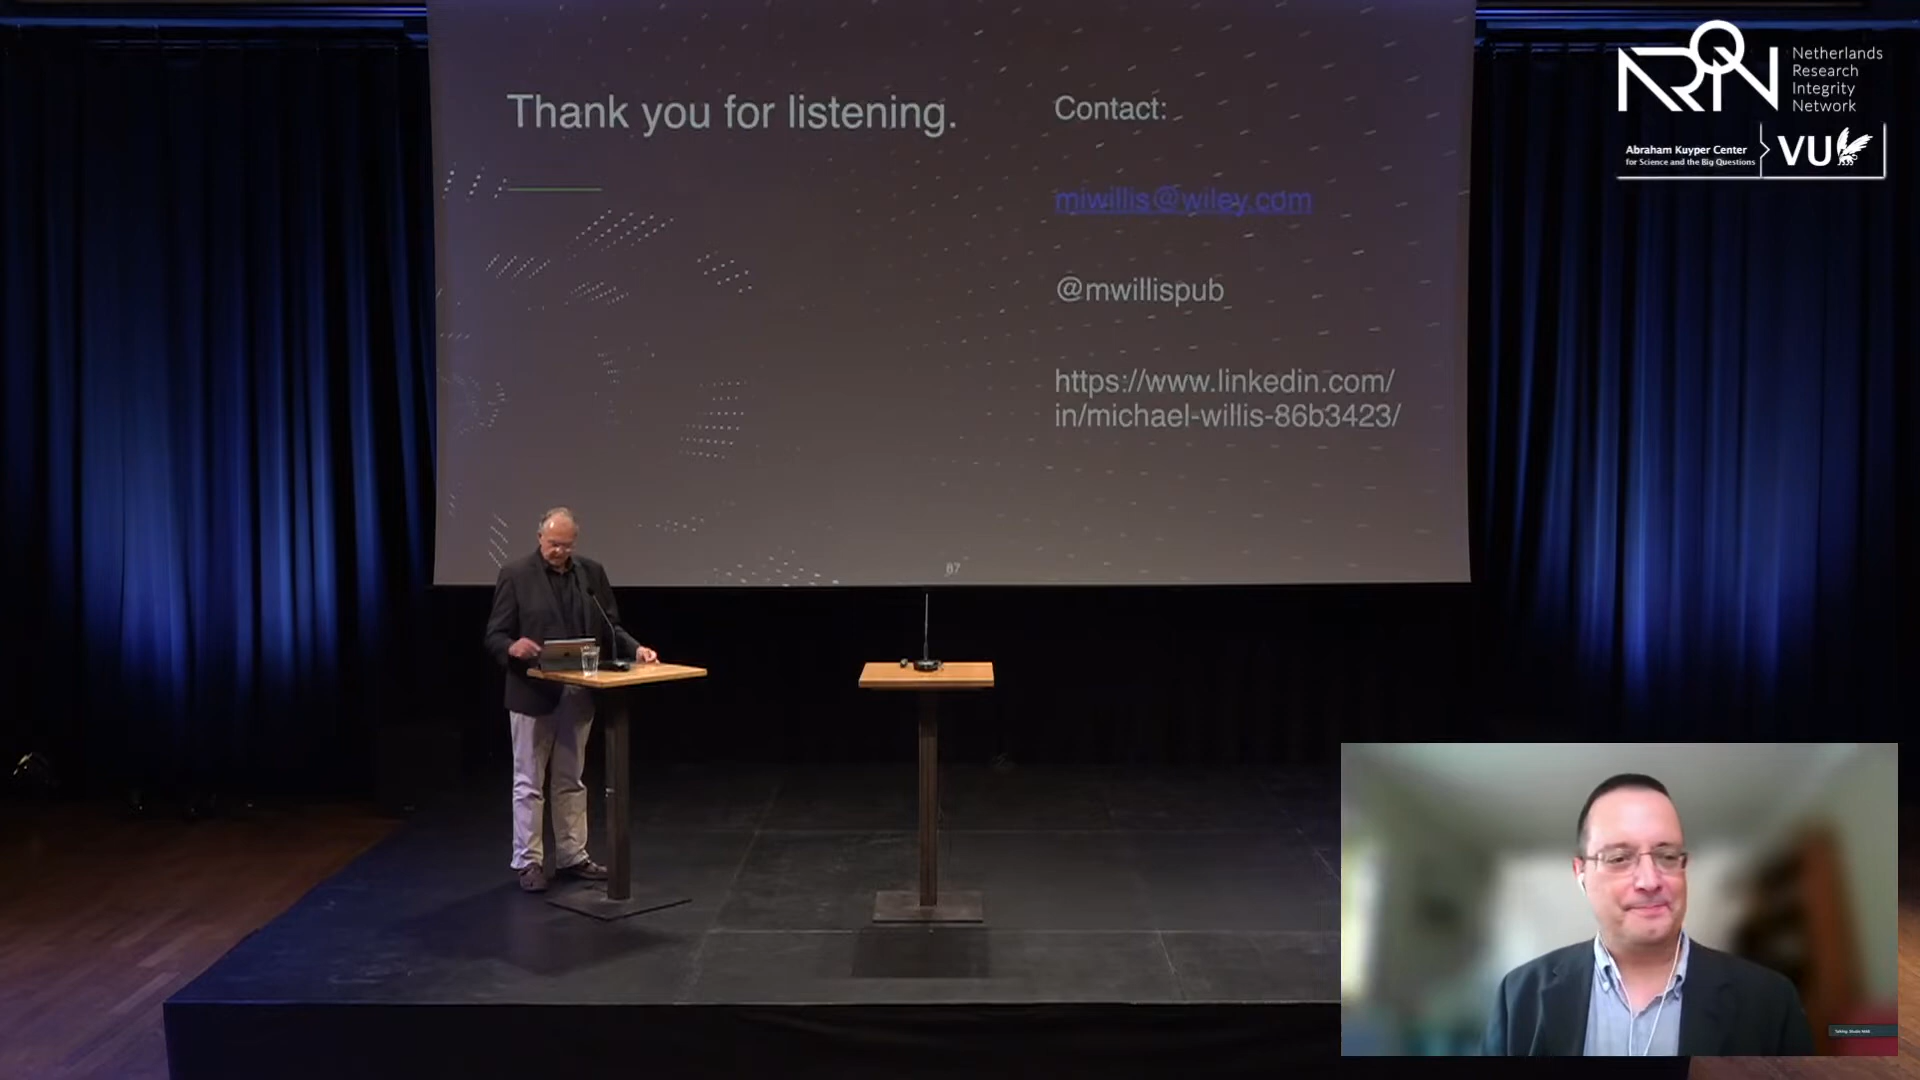 Thank you for listening.
Contact:
miwillis@wiley.com
@mwillispub
https://www.linkedin.com/
in/michael-willis-86b3423/
87
NRIN
Netherlands
Research
Integrity
Network
Abraham Kuyper Center
for Science and the Big Questions
VU